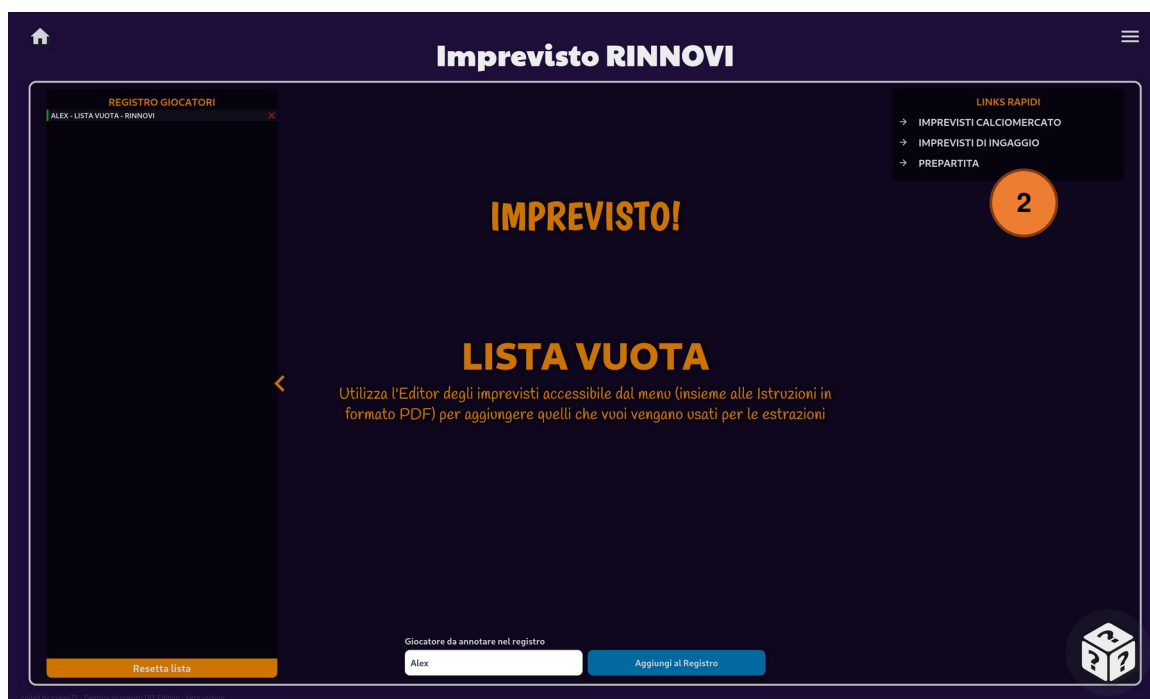 Imprevisto RINNOVI
REGISTRO GIOCATORI
ALEX - LISTA VUOTA - RINNOVI
LINKS RAPIDI
IMPREVISTI CALCIOMERCATO
IMPREVISTI DI INGAGGIO
PREPARTITA
2
IMPREVISTO!
LISTA VUOTA
Utilizza l'Editor degli imprevisti accessibile dal menu (insieme alle Istruzioni in
formato PDF) per aggiungere quelli che vuoi vengano usati per le estrazioni
Giocatore da annotare nel registro
Alex
Aggiungi al Registro
Resetta lista
? ? ?